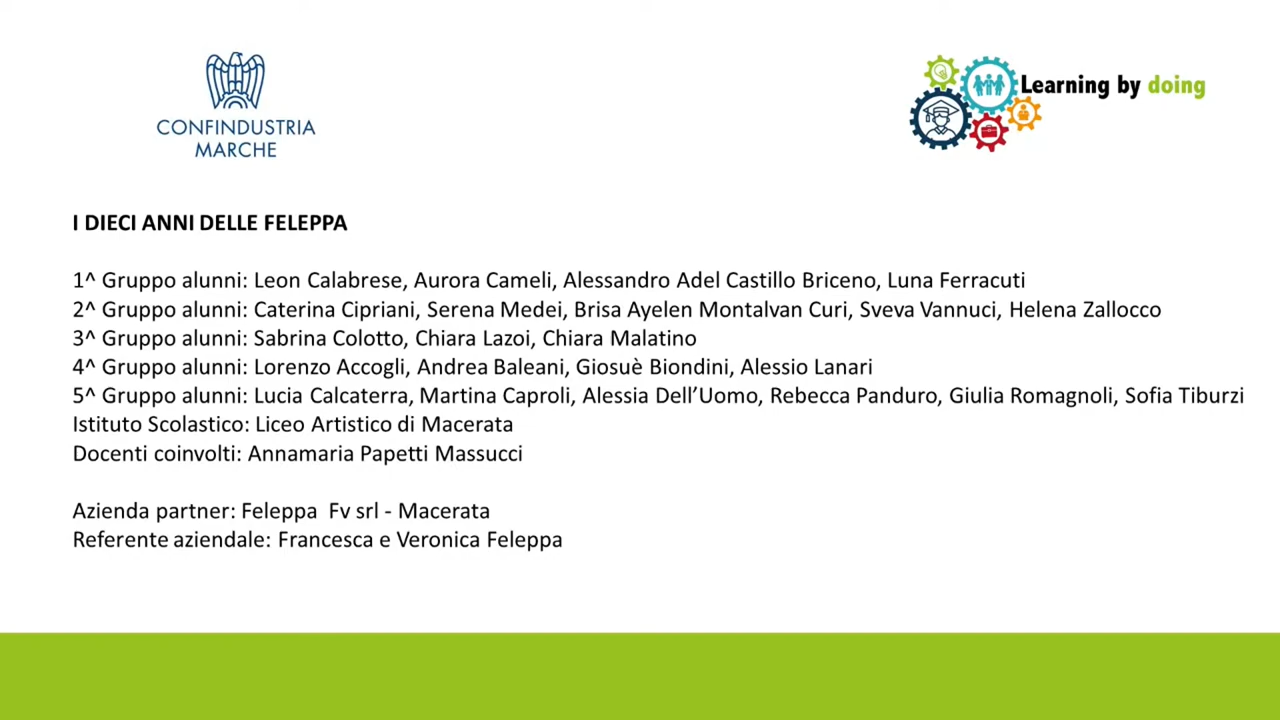 CONFINDUSTRIA
MARCHE
Learning by doing
I DIECI ANNI DELLE FELEPPA
1^ Gruppo alunni: Leon Calabrese, Aurora Cameli, Alessandro Adel Castillo Briceno, Luna Ferracuti
2^ Gruppo alunni: Caterina Cipriani, Serena Medei, Brisa Ayelen Montalvan Curi, Sveva Vannuci, Helena Zallocco
3^ Gruppo alunni: Sabrina Colotto, Chiara Lazoi, Chiara Malatino
4^ Gruppo alunni: Lorenzo Accogli, Andrea Baleani, Giosuè Biondini, Alessio Lanari
5^ Gruppo alunni: Lucia Calcaterra, Martina Caproli, Alessia Dell’Uomo, Rebecca Panduro, Giulia Romagnoli, Sofia Tiburzi
Istituto Scolastico: Liceo Artistico di Macerata
Docenti coinvolti: Annamaria Papetti Massucci
Azienda partner: Feleppa Fv srl - Macerata
Referente aziendale: Francesca e Veronica Feleppa